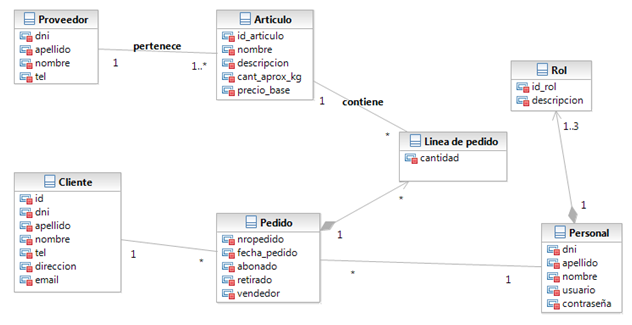 Proveedor
dni
apellido
nombre
tel
1
pertenece
1..*
Articulo
id_articulo
nombre
descripcion
cant_aprox_kg
precio_base
1
contiene
*
Rol
id_rol
descripcion
1..3
1
Linea de pedido
cantidad
*
1
Cliente
id
dni
apellido
nombre
tel
direccion
email
1
*
Pedido
nropedido
fecha_pedido
abonado
retirado
vendedor
*
1
Personal
dni
apellido
nombre
usuario
contraseña